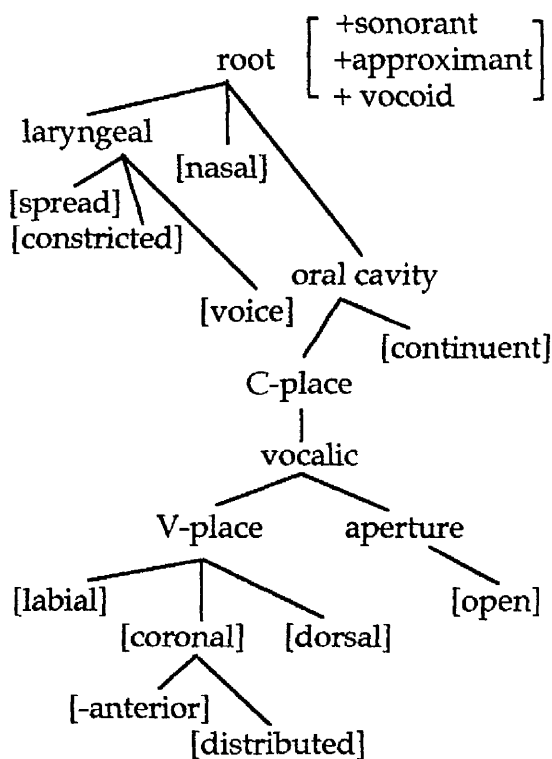 root [ +sonorant
+approximant
+ vocoid ]
laryngeal
[nasal]
[spread]
[constricted]
oral cavity
[voice]
[continuent]
C-place
vocalic
V-place aperture
[labial] [open]
[coronal] [dorsal]
[-anterior]
[distributed]